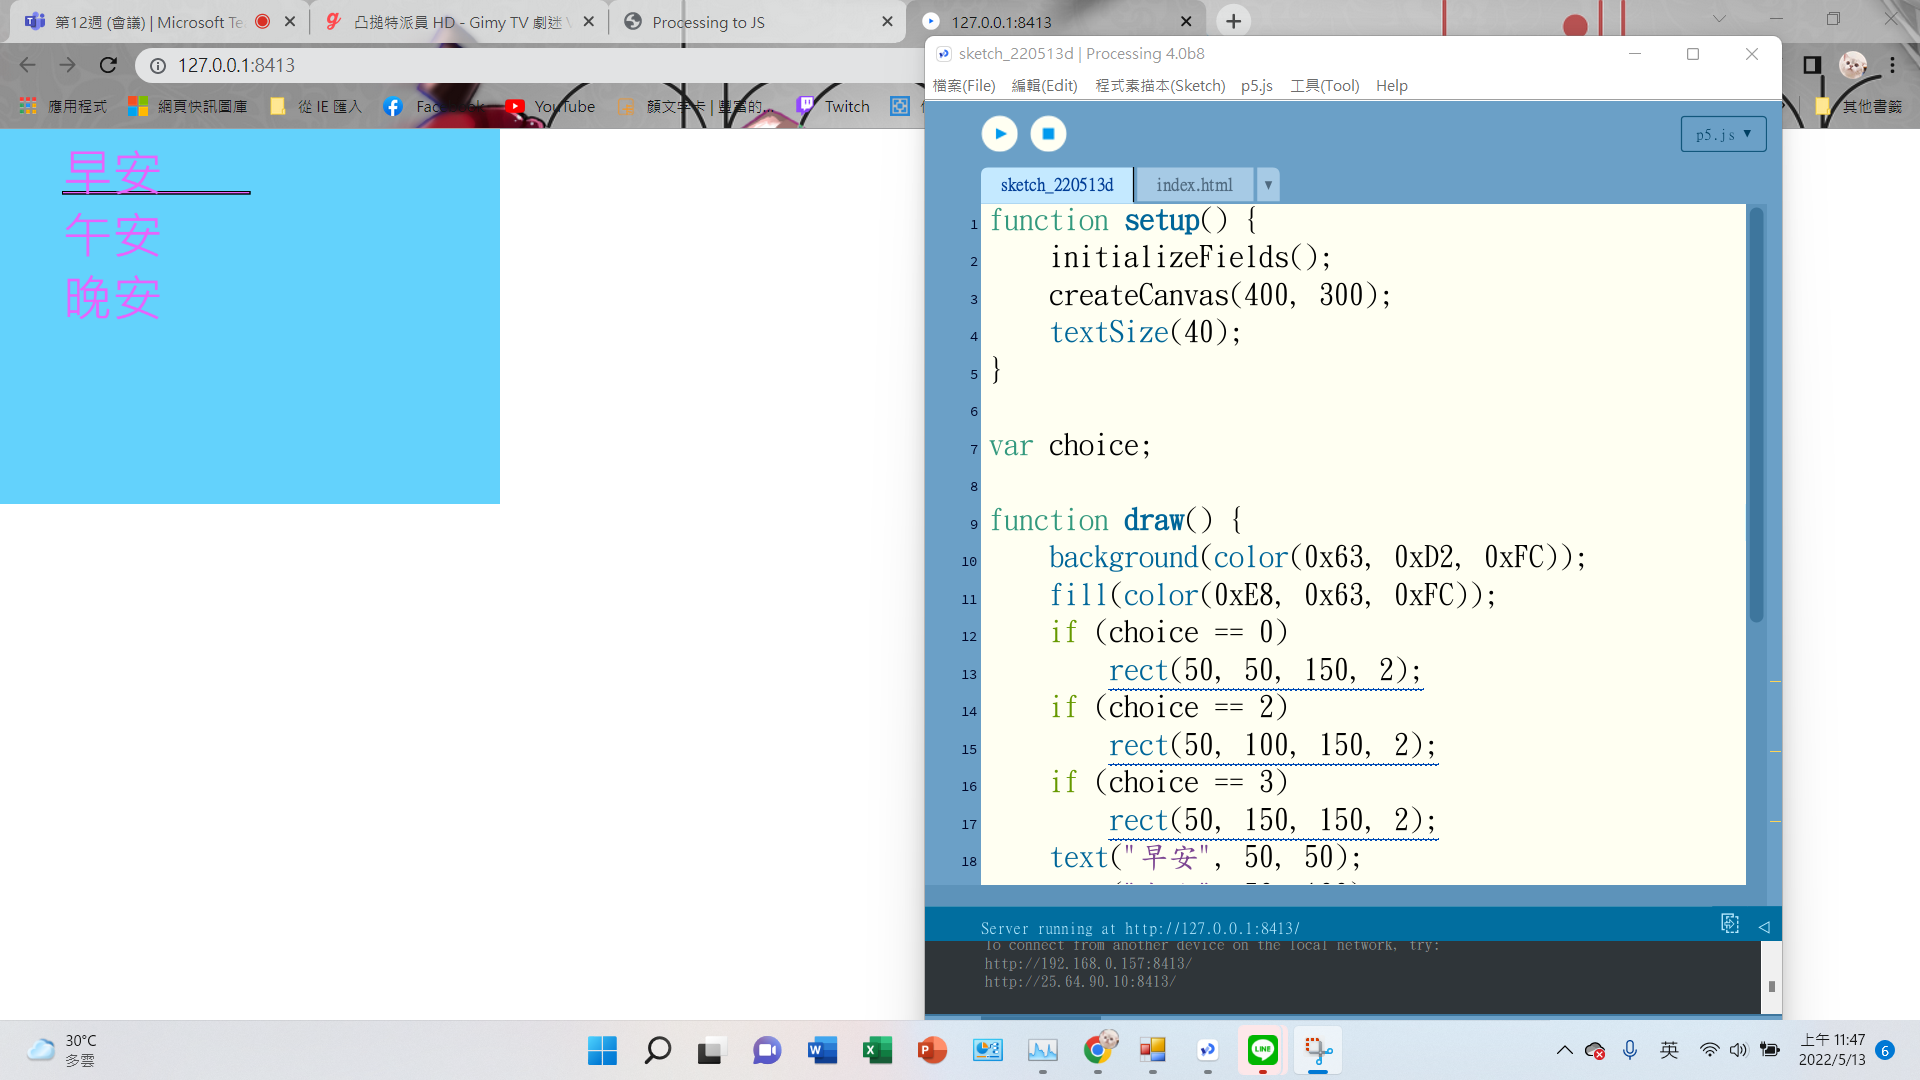 第12週 (會議) | Microsoft Te
凸搥特派員 HD - Gimy TV 劇迷
Processing to JS
127.0.0.1:8413
127.0.0.1:8413
應用程式
網頁快訊圖庫
從 IE 匯入
Facebook
YouTube
顏文字卡 | 豐富的...
Twitch
其他書籤
早安
午安
晚安
sketch_220513d | Processing 4.0b8
檔案(File) 編輯(Edit) 程式素描本(Sketch) p5.js 工具(Tool) Help
p5.js ▼
sketch_220513d index.html ▼
1 function setup() {
2 initializeFields();
3 createCanvas(400, 300);
4 textSize(40);
5 }
6
7 var choice;
8
9 function draw() {
10 background(color(0x63, 0xD2, 0xFC));
11 fill(color(0xE8, 0x63, 0xFC));
12 if (choice == 0)
13 rect(50, 50, 150, 2);
14 if (choice == 2)
15 rect(50, 100, 150, 2);
16 if (choice == 3)
17 rect(50, 150, 150, 2);
18 text("早安", 50, 50);
Server running at http://127.0.0.1:8413/
To connect from another device on the local network, try:
http://192.168.0.157:8413/
http://25.64.90.10:8413/
30°C
多雲
LINE
英
上午 11:47
2022/5/13
6